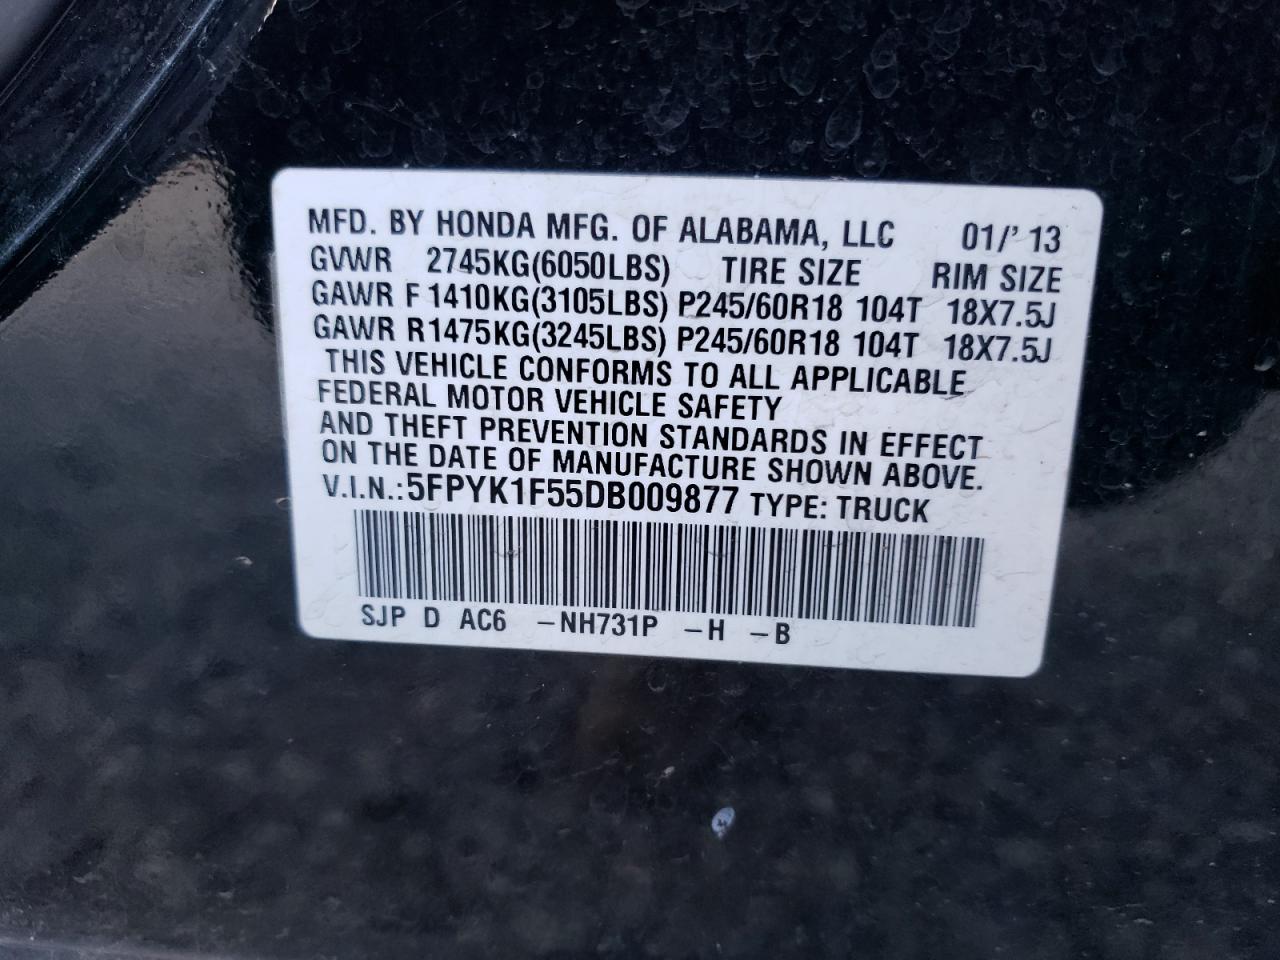 MFD. BY HONDA MFG. OF ALABAMA, LLC 01/' 13
GVWR 2745KG(6050LBS) TIRE SIZE RIM SIZE
GAWR F 1410KG(3105LBS) P245/60R18 104T 18X7.5J
GAWR R1475KG(3245LBS) P245/60R18 104T 18X7.5J
THIS VEHICLE CONFORMS TO ALL APPLICABLE
FEDERAL MOTOR VEHICLE SAFETY
AND THEFT PREVENTION STANDARDS IN EFFECT
ON THE DATE OF MANUFACTURE SHOWN ABOVE.
V.I.N.:5FPYK1F55DB009877 TYPE: TRUCK
SJP D AC6 -NH731P -H -B